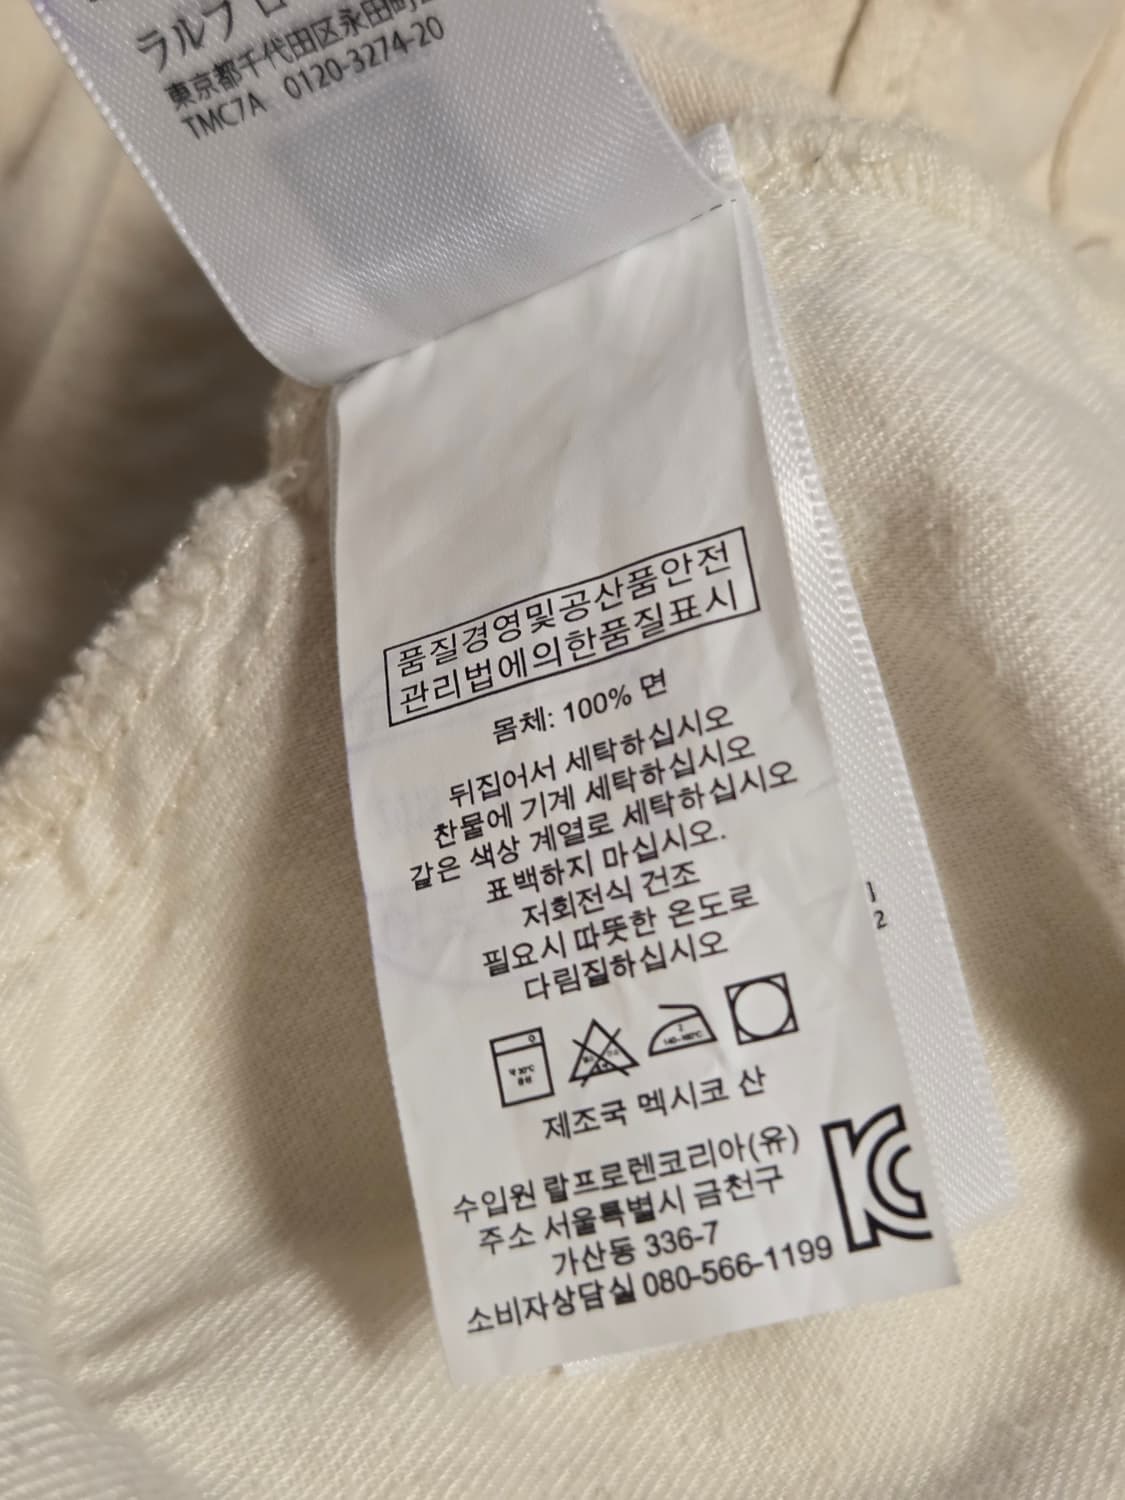 ラルフ ロ
東京都千代田区永田町2
TMC7A 0120-3274-20
품질경영및공산품안전
관리법에의한품질표시
몸체: 100% 면
뒤집어서 세탁하십시오
찬물에 기계 세탁하십시오
같은 색상 계열로 세탁하십시오
표백하지 마십시오.
저회전식 건조
필요시 따뜻한 온도로
다림질하십시오
약 30℃
140-160℃
제조국 멕시코 산
수입원 랄프로렌코리아(유)
주소 서울특별시 금천구
가산동 336-7
소비자상담실 080-566-1199
2